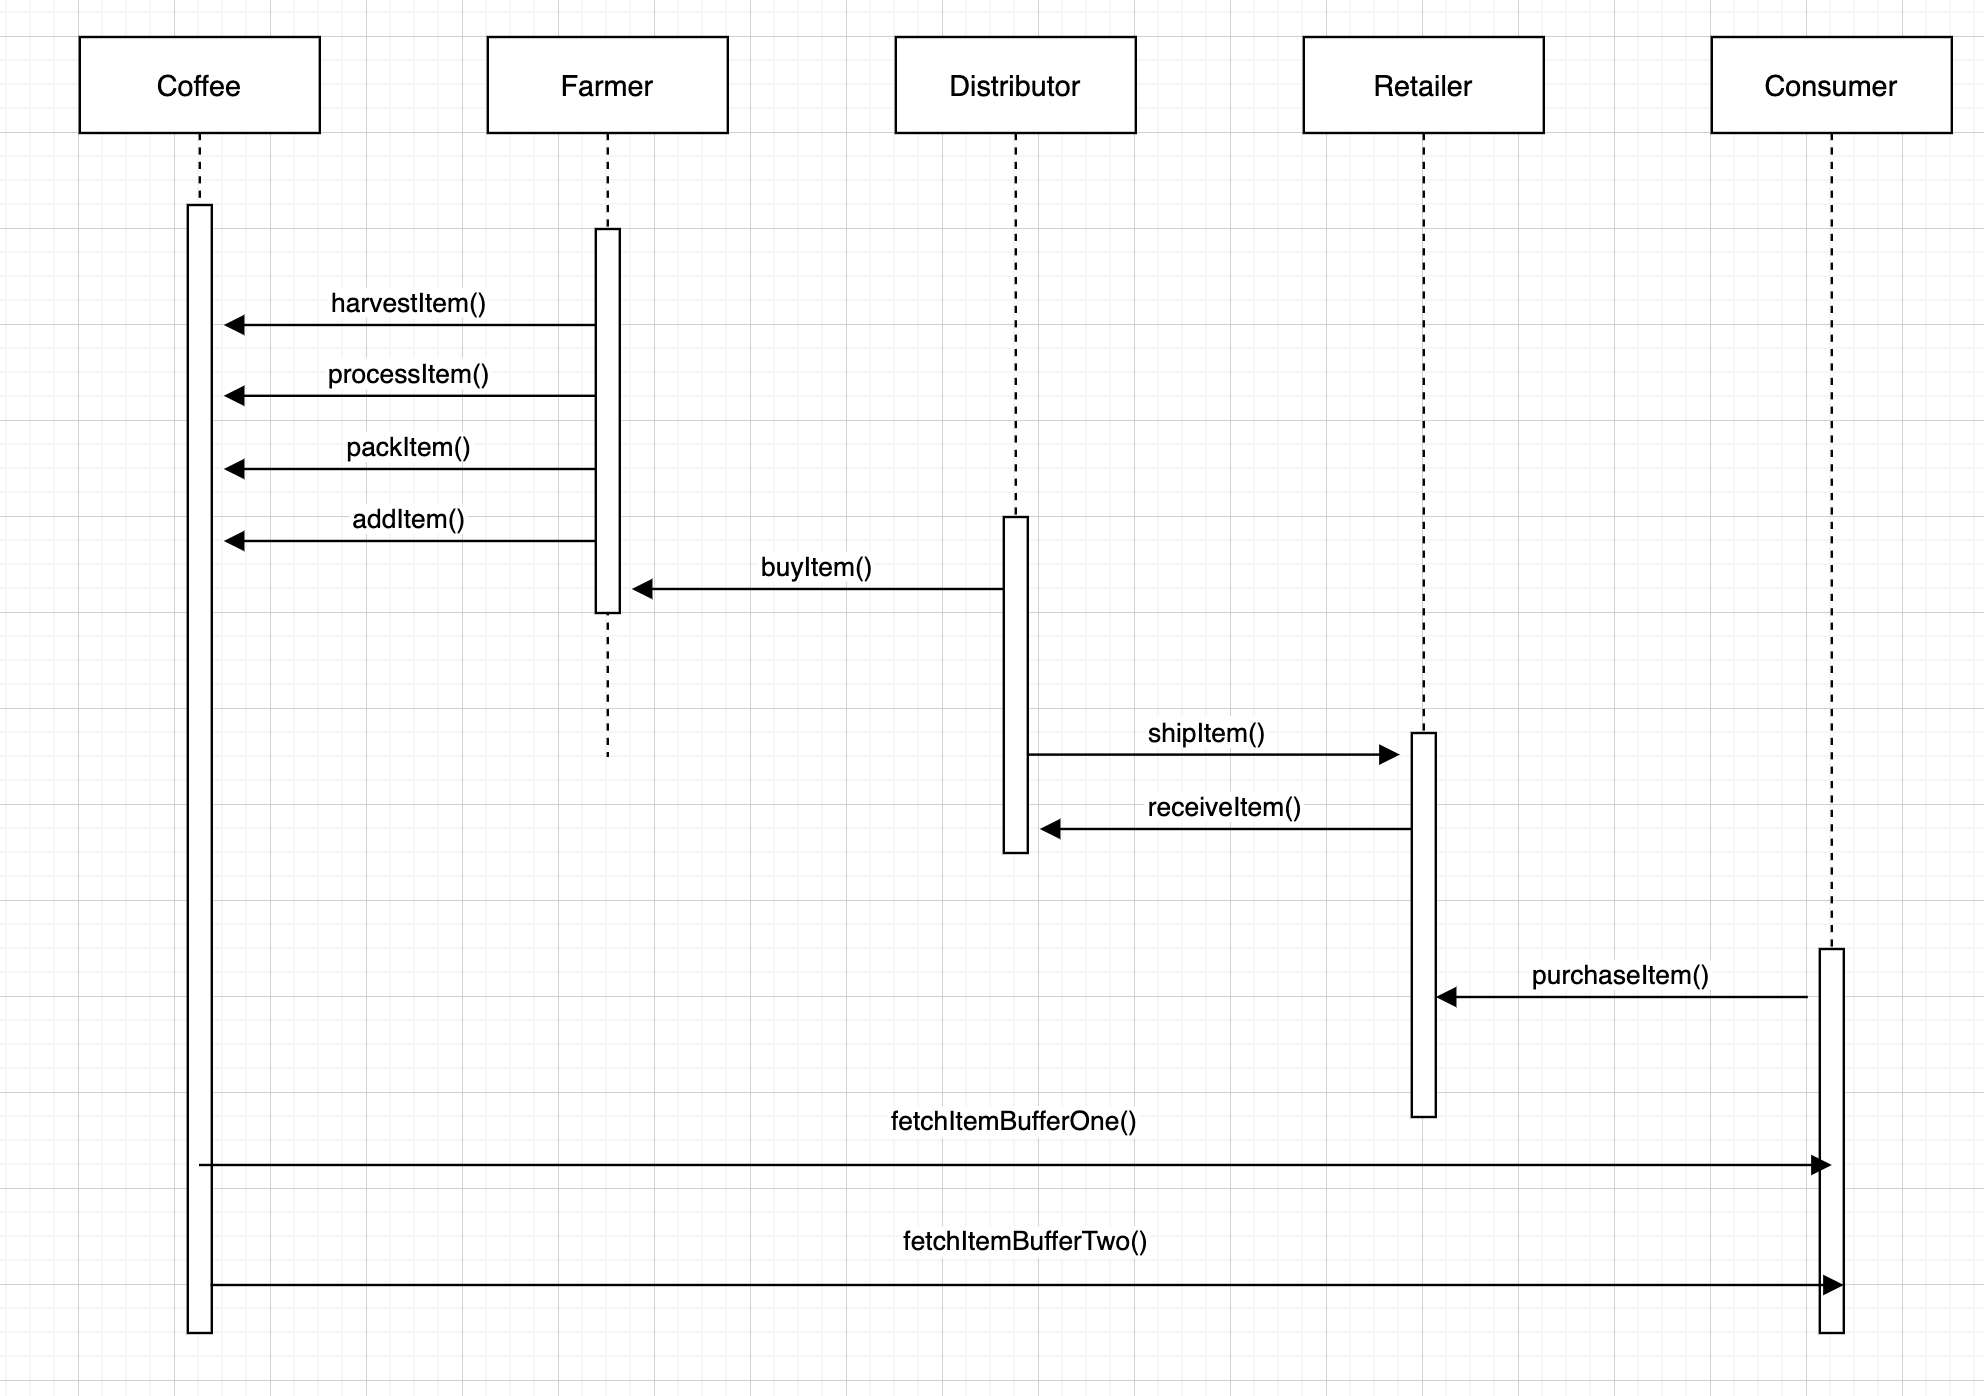 Coffee
Farmer
Distributor
Retailer
Consumer
harvestItem()
processItem()
packItem()
addItem()
buyItem()
shipItem()
receiveItem()
purchaseItem()
fetchItemBufferOne()
fetchItemBufferTwo()